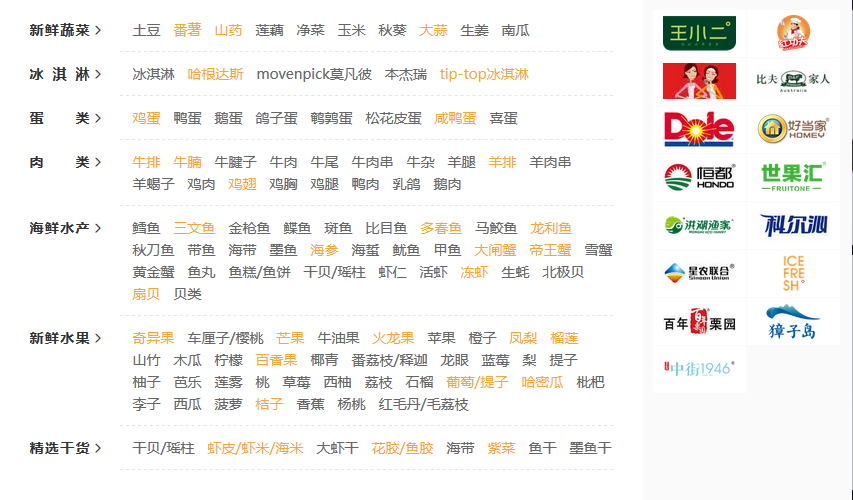 新鲜蔬菜 > 土豆 番薯 山药 莲藕 净菜 玉米 秋葵 大蒜 生姜 南瓜
冰淇淋 > 冰淇淋 哈根达斯 movenpick莫凡彼 本杰瑞 tip-top冰淇淋
蛋类 > 鸡蛋 鸭蛋 鹅蛋 鸽子蛋 鹌鹑蛋 松花皮蛋 咸鸭蛋 喜蛋
肉类 > 牛排 牛腩 牛腱子 牛肉 牛尾 牛肉串 牛杂 羊腿 羊排 羊肉串
羊蝎子 鸡肉 鸡翅 鸡胸 鸡腿 鸭肉 乳鸽 鹅肉
海鲜水产 > 鳕鱼 三文鱼 金枪鱼 鲽鱼 斑鱼 比目鱼 多春鱼 马鲛鱼 龙利鱼
秋刀鱼 带鱼 海带 墨鱼 海参 海蜇 鱿鱼 甲鱼 大闸蟹 帝王蟹 雪蟹
黄金蟹 鱼丸 鱼糕/鱼饼 干贝/瑶柱 虾仁 活虾 冻虾 生蚝 北极贝
扇贝 贝类
新鲜水果 > 奇异果 车厘子/樱桃 芒果 牛油果 火龙果 苹果 橙子 凤梨 榴莲
山竹 木瓜 柠檬 百香果 椰青 番荔枝/释迦 龙眼 蓝莓 梨 提子
柚子 芭乐 莲雾 桃 草莓 西柚 荔枝 石榴 葡萄/提子 哈密瓜 枇杷
李子 西瓜 菠萝 桔子 香蕉 杨桃 红毛丹/毛荔枝
精选干货 > 干贝/瑶柱 虾皮/虾米/海米 大虾干 花胶/鱼胶 海带 紫菜 鱼干 墨鱼干
王小二
红功夫
比夫家人
Australia
Dole
好当家
HOMEY
恒都
HONDO
世果汇
FRUITONE
洪湖渔家
科尔沁
星农联合
Sinoon Union
ICE
FRE
SH
百年栗园
獐子岛
中街1946